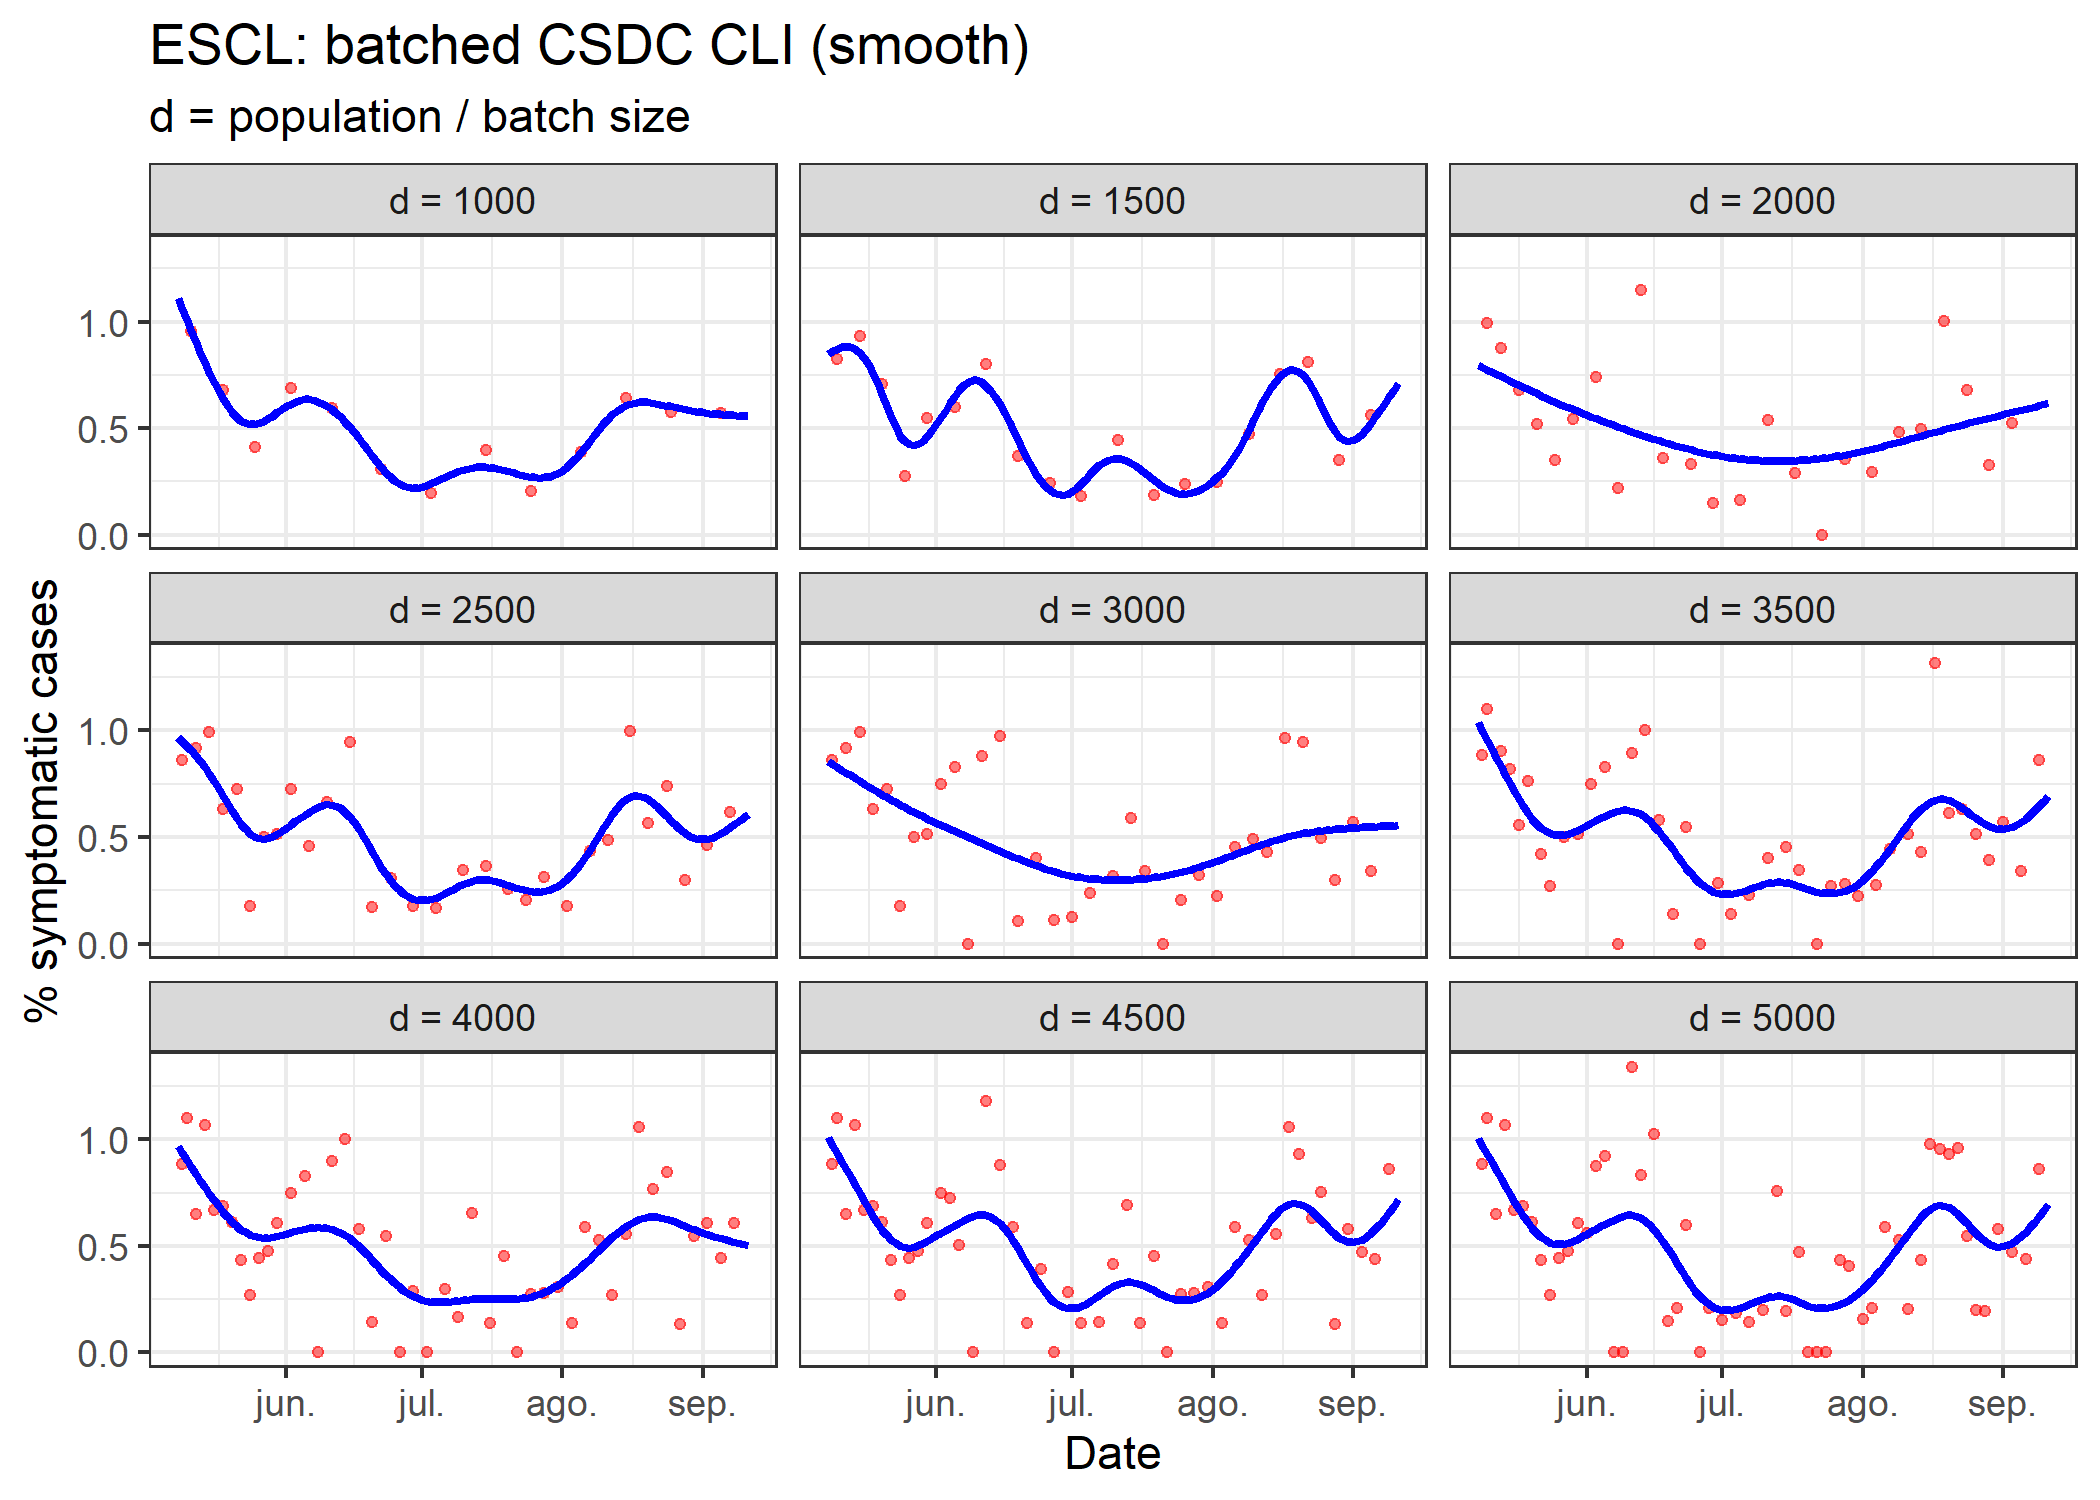 ESCL: batched CSDC CLI (smooth)
d = population / batch size
d = 1000
d = 1500
d = 2000
1.0
0.5
0.0
d = 2500
d = 3000
d = 3500
1.0
0.5
0.0
% symptomatic cases
d = 4000
d = 4500
d = 5000
1.0
0.5
0.0
jun. jul. ago. sep.
jun. jul. ago. sep.
jun. jul. ago. sep.
Date